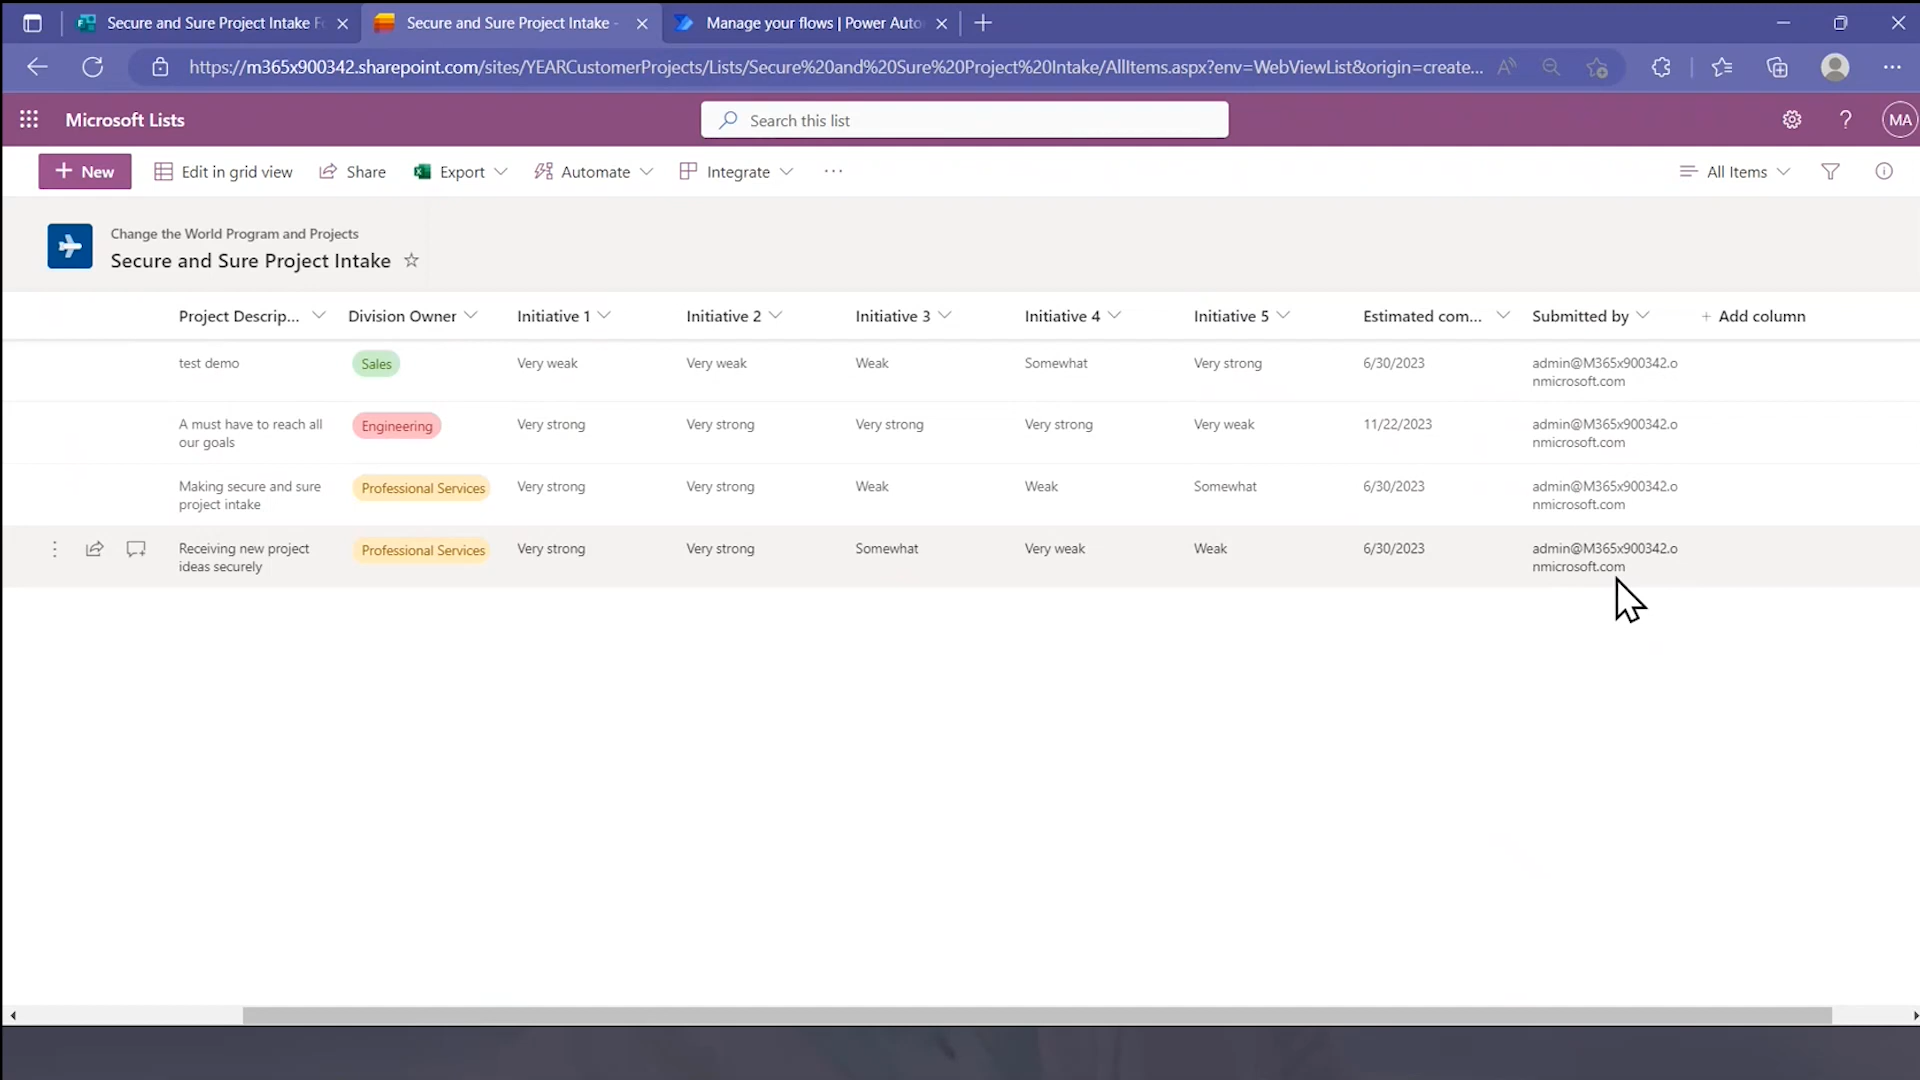 Secure and Sure Project Intake Fo
Secure and Sure Project Intake -
Manage your flows | Power Auto
https://m365x900342.sharepoint.com/sites/YEARCustomerProjects/Lists/Secure%20and%20Sure%20Project%20Intake/AllItems.aspx?env=WebViewList&origin=create...
Microsoft Lists
Search this list
MA
New
Edit in grid view
Share
Export
Automate
Integrate
All Items
Change the World Program and Projects
Secure and Sure Project Intake
Project Descrip... Division Owner Initiative 1 Initiative 2 Initiative 3 Initiative 4 Initiative 5 Estimated com... Submitted by + Add column
test demo Sales Very weak Very weak Weak Somewhat Very strong 6/30/2023 admin@M365x900342.o
nmicrosoft.com
A must have to reach all Engineering Very strong Very strong Very strong Very strong Very weak 11/22/2023 admin@M365x900342.o
our goals nmicrosoft.com
Making secure and sure Professional Services Very strong Very strong Weak Weak Somewhat 6/30/2023 admin@M365x900342.o
project intake nmicrosoft.com
Receiving new project Professional Services Very strong Very strong Somewhat Very weak Weak 6/30/2023 admin@M365x900342.o
ideas securely nmicrosoft.com